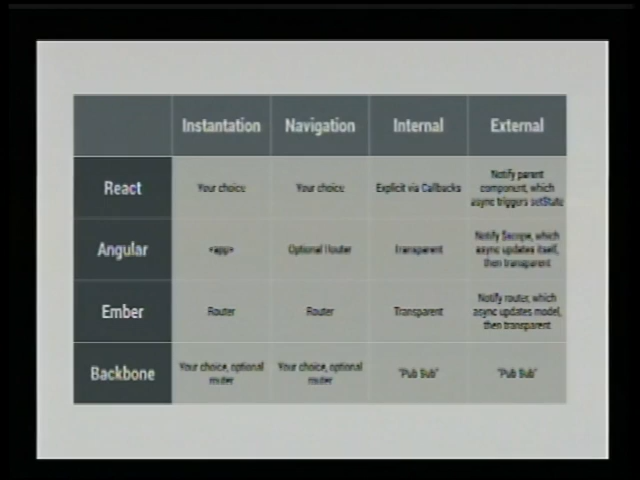 Instantation Navigation Internal External
React Your choice Your choice Explicit via Callbacks Notify parent component, which async triggers setState
Angular <app> Optional Router Transparent Notify $scope, which async updates itself, then transparent
Ember Router Router Transparent Notify router, which async updates model, then transparent
Backbone Your choice, optional router Your choice, optional router "Pub Sub" "Pub Sub"